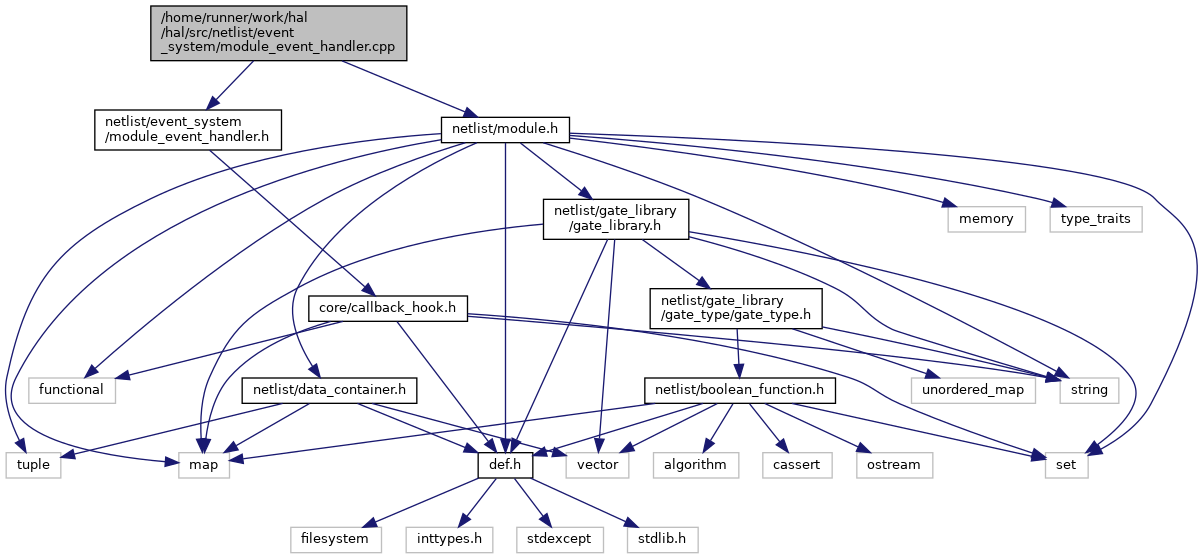 /home/runner/work/hal
/hal/src/netlist/event
_system/module_event_handler.cpp
netlist/event_system
/module_event_handler.h
netlist/module.h
netlist/gate_library
/gate_library.h
memory
type_traits
core/callback_hook.h
netlist/gate_library
/gate_type/gate_type.h
functional
netlist/data_container.h
netlist/boolean_function.h
unordered_map
string
tuple
map
def.h
vector
algorithm
cassert
ostream
set
filesystem
inttypes.h
stdexcept
stdlib.h